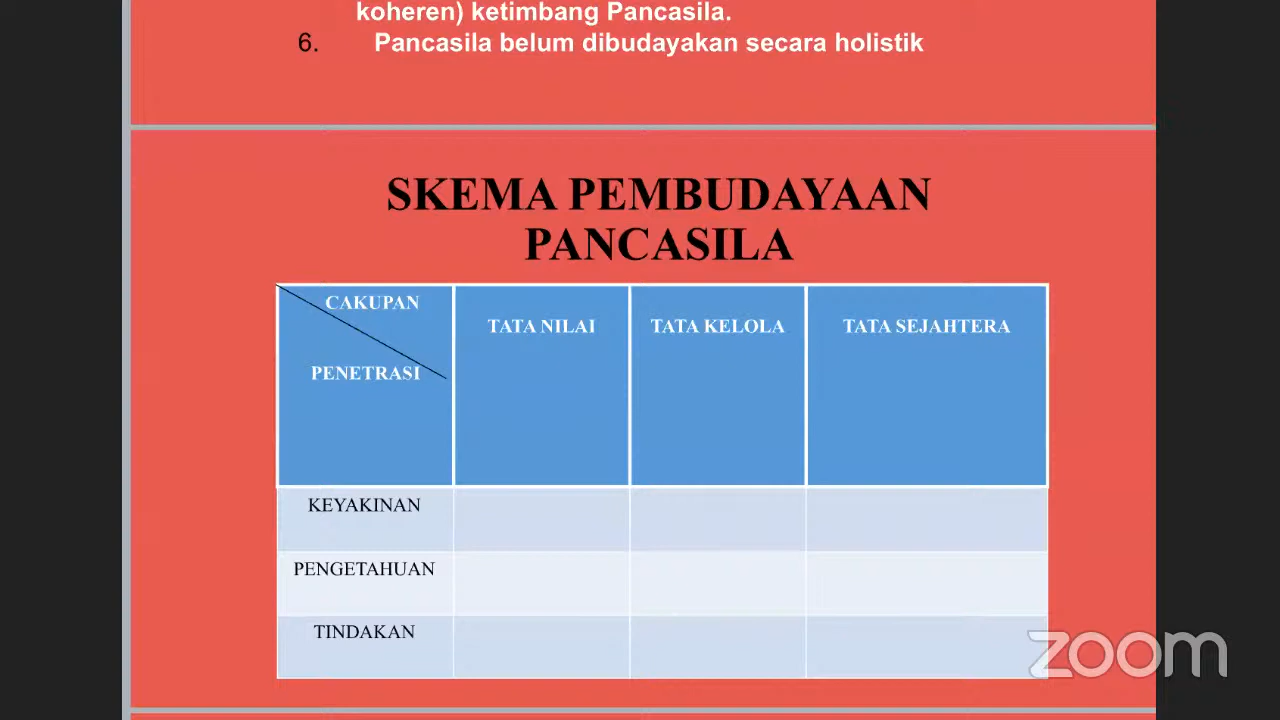 koheren) ketimbang Pancasila.
6. Pancasila belum dibudayakan secara holistik
SKEMA PEMBUDAYAAN
PANCASILA
CAKUPAN
PENETRASI
TATA NILAI
TATA KELOLA
TATA SEJAHTERA
KEYAKINAN
PENGETAHUAN
TINDAKAN
zoom